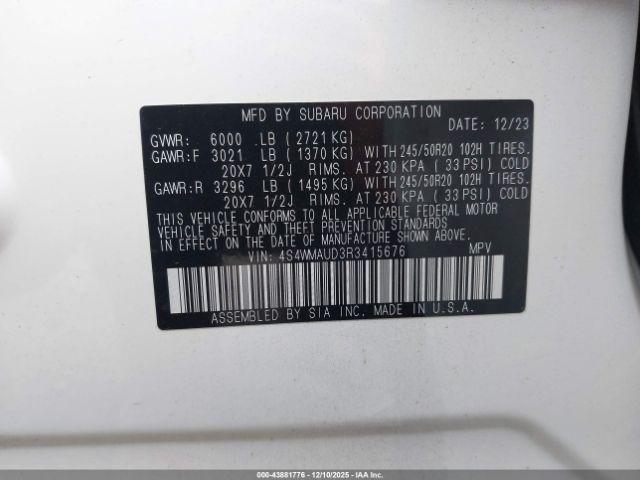 MFD BY SUBARU CORPORATION
DATE: 12/23
GVWR: 6000 LB ( 2721 KG)
GAWR:F 3021 LB ( 1370 KG) WITH 245/50R20 102H TIRES.
20X7 1/2J RIMS. AT 230 KPA ( 33 PSI) COLD
GAWR:R 3296 LB ( 1495 KG) WITH 245/50R20 102H TIRES.
20X7 1/2J RIMS. AT 230 KPA ( 33 PSI) COLD
THIS VEHICLE CONFORMS TO ALL APPLICABLE FEDERAL MOTOR
VEHICLE SAFETY AND THEFT PREVENTION STANDARDS
IN EFFECT ON THE DATE OF MANUFACTURE SHOWN ABOVE.
VIN: 4S4WMAUD3R3415676 MPV
ASSEMBLED BY SIA INC. MADE IN U.S.A.
000-43881776 • 12/10/2025 • IAAI INC. COPYRIGHT